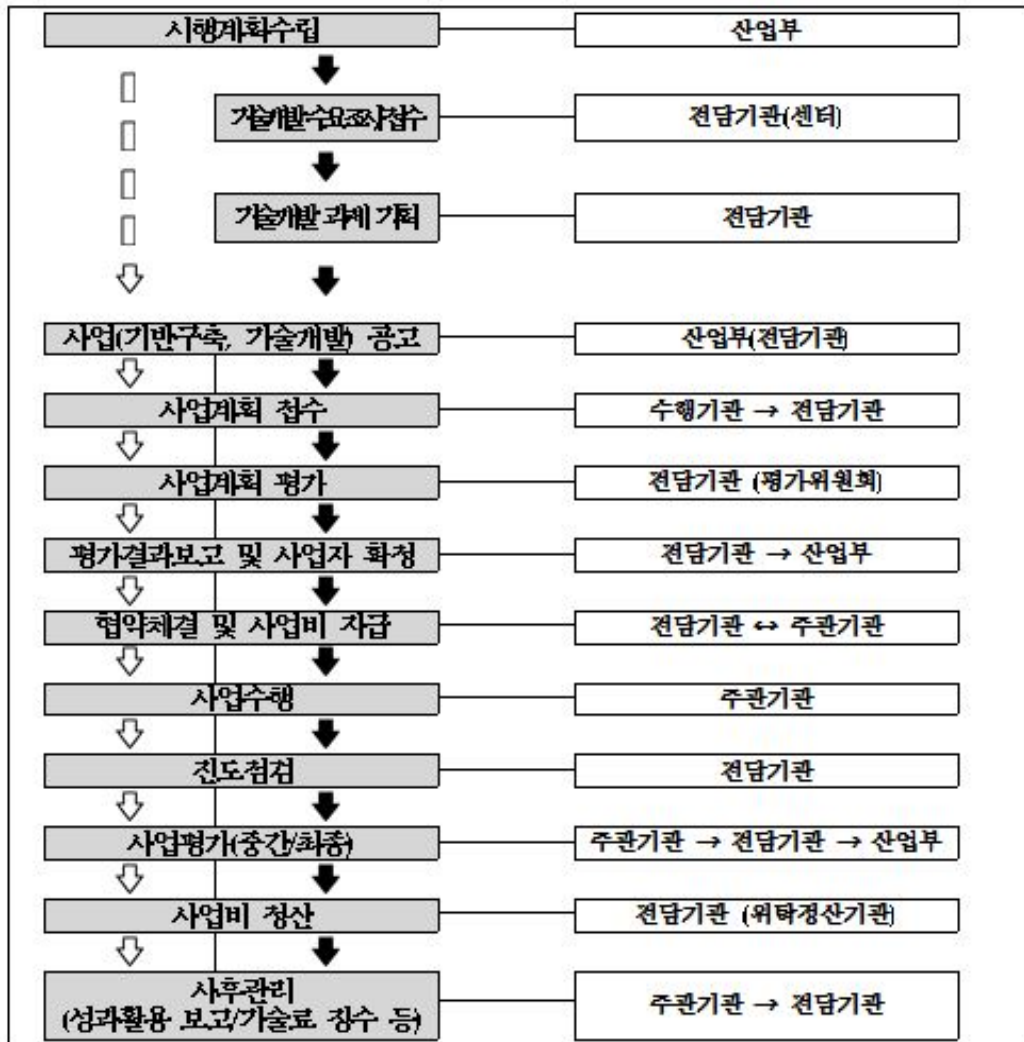 시행계획수립
산업부
기술개발수요조사/접수
전담기관(센터)
기술개발 과제 기획
전담기관
사업(기반구축, 기술개발) 공고
산업부(전담기관)
사업계획 접수
수행기관 → 전담기관
사업계획 평가
전담기관 (평가위원회)
평가결과보고 및 사업자 확정
전담기관 → 산업부
협약체결 및 사업비 지급
전담기관 ↔ 주관기관
사업수행
주관기관
진도점검
전담기관
사업평가(중간/최종)
주관기관 → 전담기관 → 산업부
사업비 정산
전담기관 (위탁정산기관)
사후관리
(성과활용 보고/기술료 징수 등)
주관기관 → 전담기관